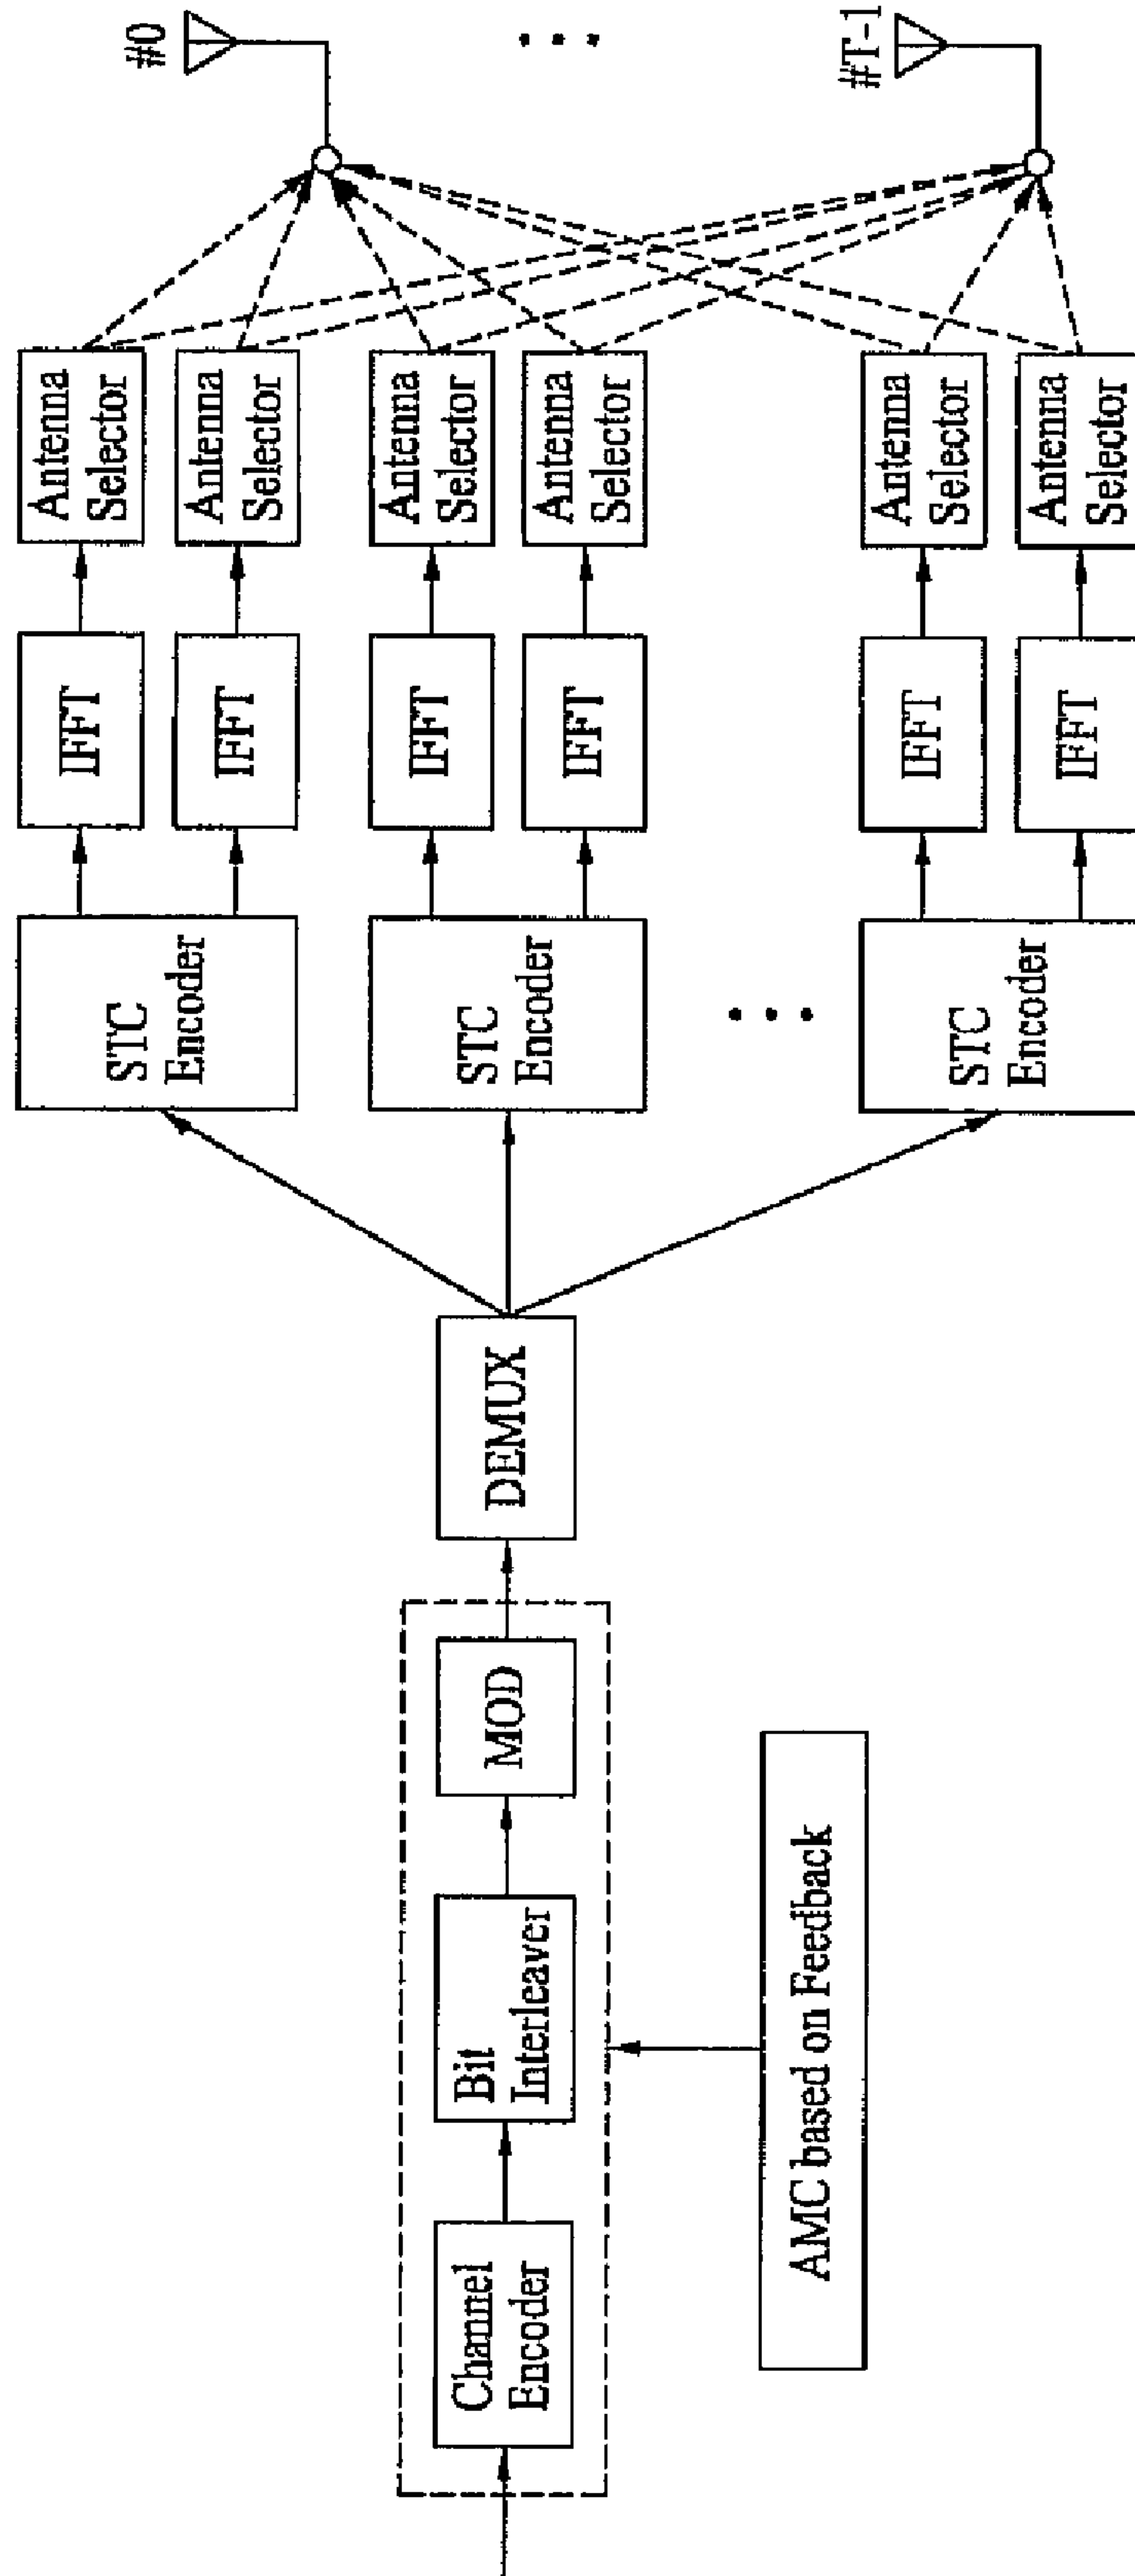 Channel
Encoder
Bit
Interleaver
MOD
AMC based on Feedback
DEMUX
STC
Encoder
IFFT
Antenna
Selector
IFFT
Antenna
Selector
STC
Encoder
IFFT
Antenna
Selector
IFFT
Antenna
Selector
STC
Encoder
IFFT
Antenna
Selector
IFFT
Antenna
Selector
#0
#T-1